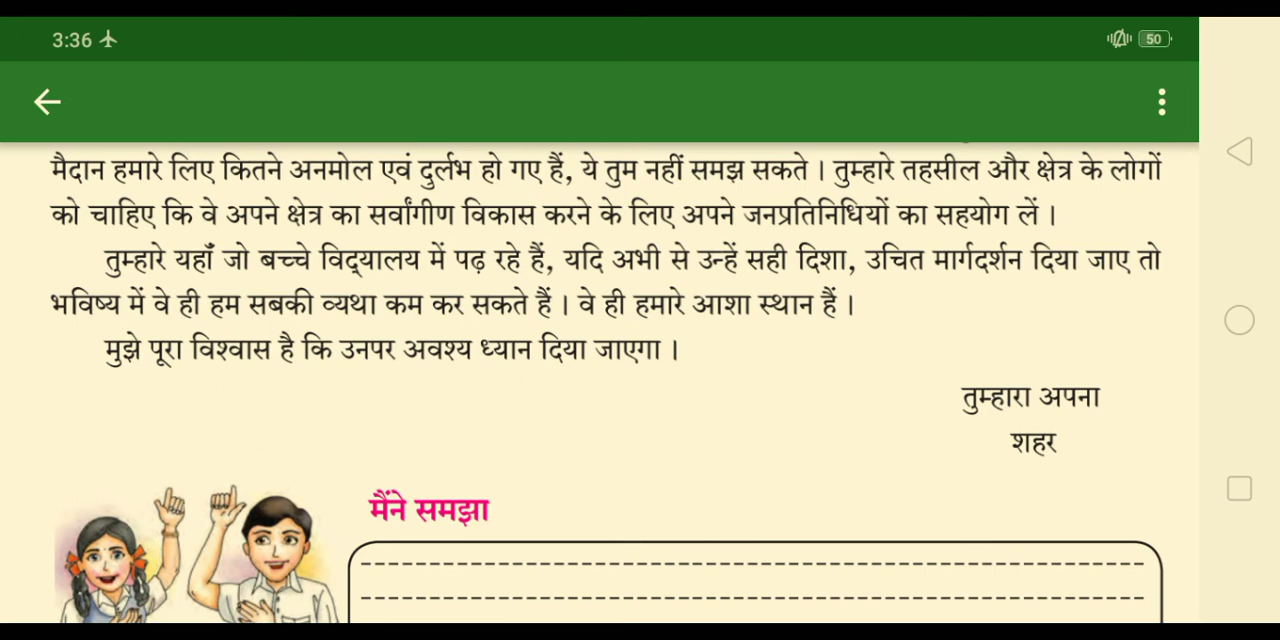 3:36
50
मैदान हमारे लिए कितने अनमोल एवं दुर्लभ हो गए हैं, ये तुम नहीं समझ सकते । तुम्हारे तहसील और क्षेत्र के लोगों
को चाहिए कि वे अपने क्षेत्र का सर्वांगीण विकास करने के लिए अपने जनप्रतिनिधियों का सहयोग लें ।
तुम्हारे यहाँ जो बच्चे विद्यालय में पढ़ रहे हैं, यदि अभी से उन्हें सही दिशा, उचित मार्गदर्शन दिया जाए तो
भविष्य में वे ही हम सबकी व्यथा कम कर सकते हैं । वे ही हमारे आशा स्थान हैं ।
मुझे पूरा विश्वास है कि उनपर अवश्य ध्यान दिया जाएगा ।
तुम्हारा अपना
शहर
मैंने समझा